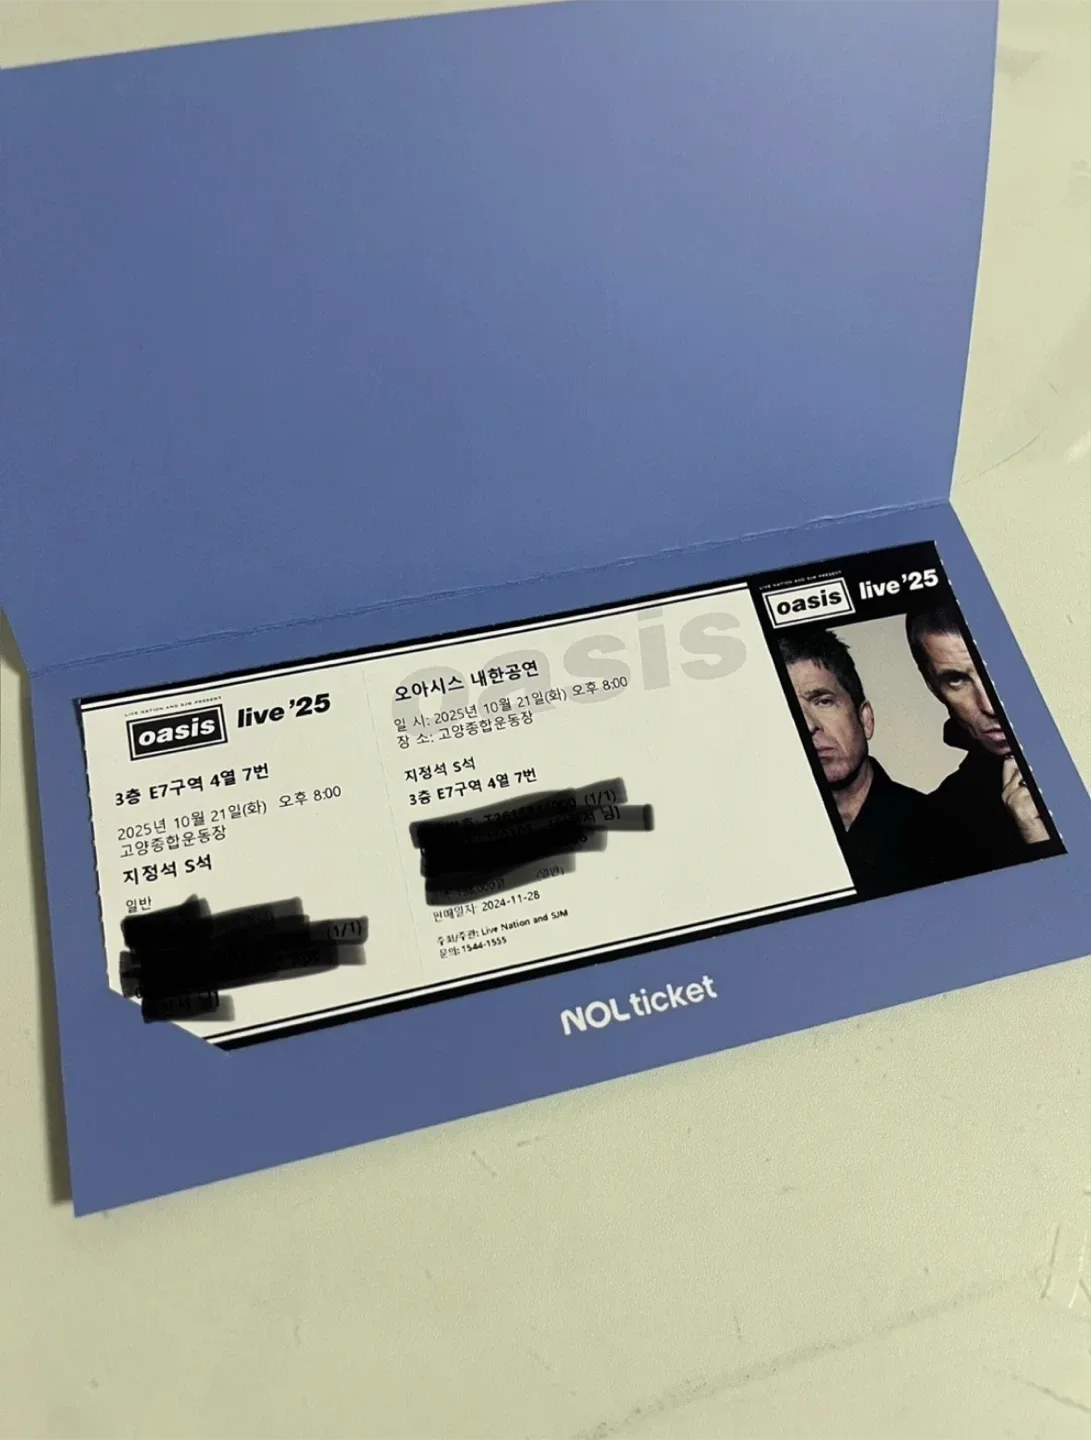 LIVE NATION AND SJM PRESENT
oasis live '25
3층 E7구역 4열 7번
2025년 10월 21일(화) 오후 8:00
고양종합운동장
지정석 S석
일반
(1/1)
oasis
오아시스 내한공연
일 시: 2025년 10월 21일(화) 오후 8:00
장 소: 고양종합운동장
지정석 S석
3층 E7구역 4열 7번
(1/1)
(일반)
판매일자: 2024-11-28
주최/주관: Live Nation and SJM
문의: 1544-1555
LIVE NATION AND SJM PRESENT
oasis live '25
NOL ticket